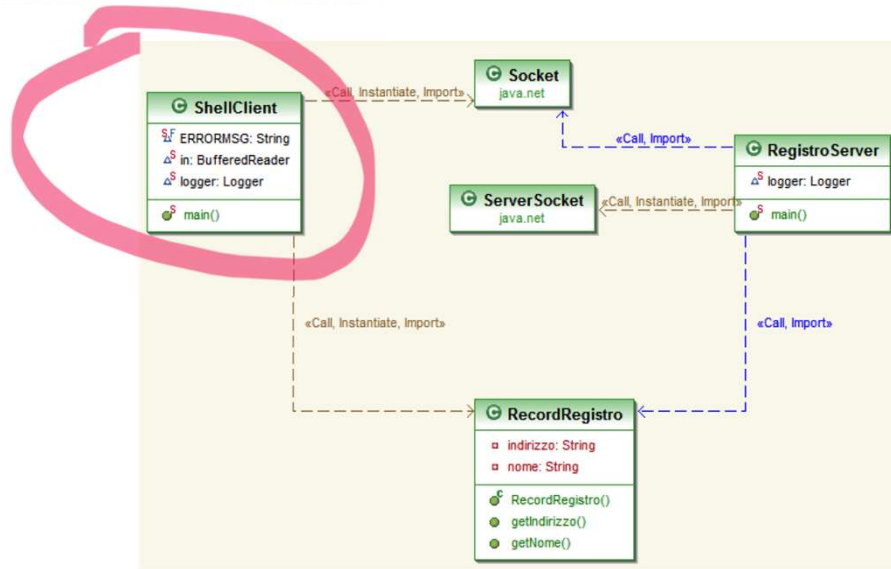 Socket
java.net
«Call, Instantiate, Import»
ShellClient
ERRORMSG: String
in: BufferedReader
logger: Logger
main()
«Call, Import»
RegistroServer
logger: Logger
main()
ServerSocket
java.net
«Call, Instantiate, Import»
«Call, Instantiate, Import»
«Call, Import»
RecordRegistro
indirizzo: String
nome: String
RecordRegistro()
getIndirizzo()
getNome()